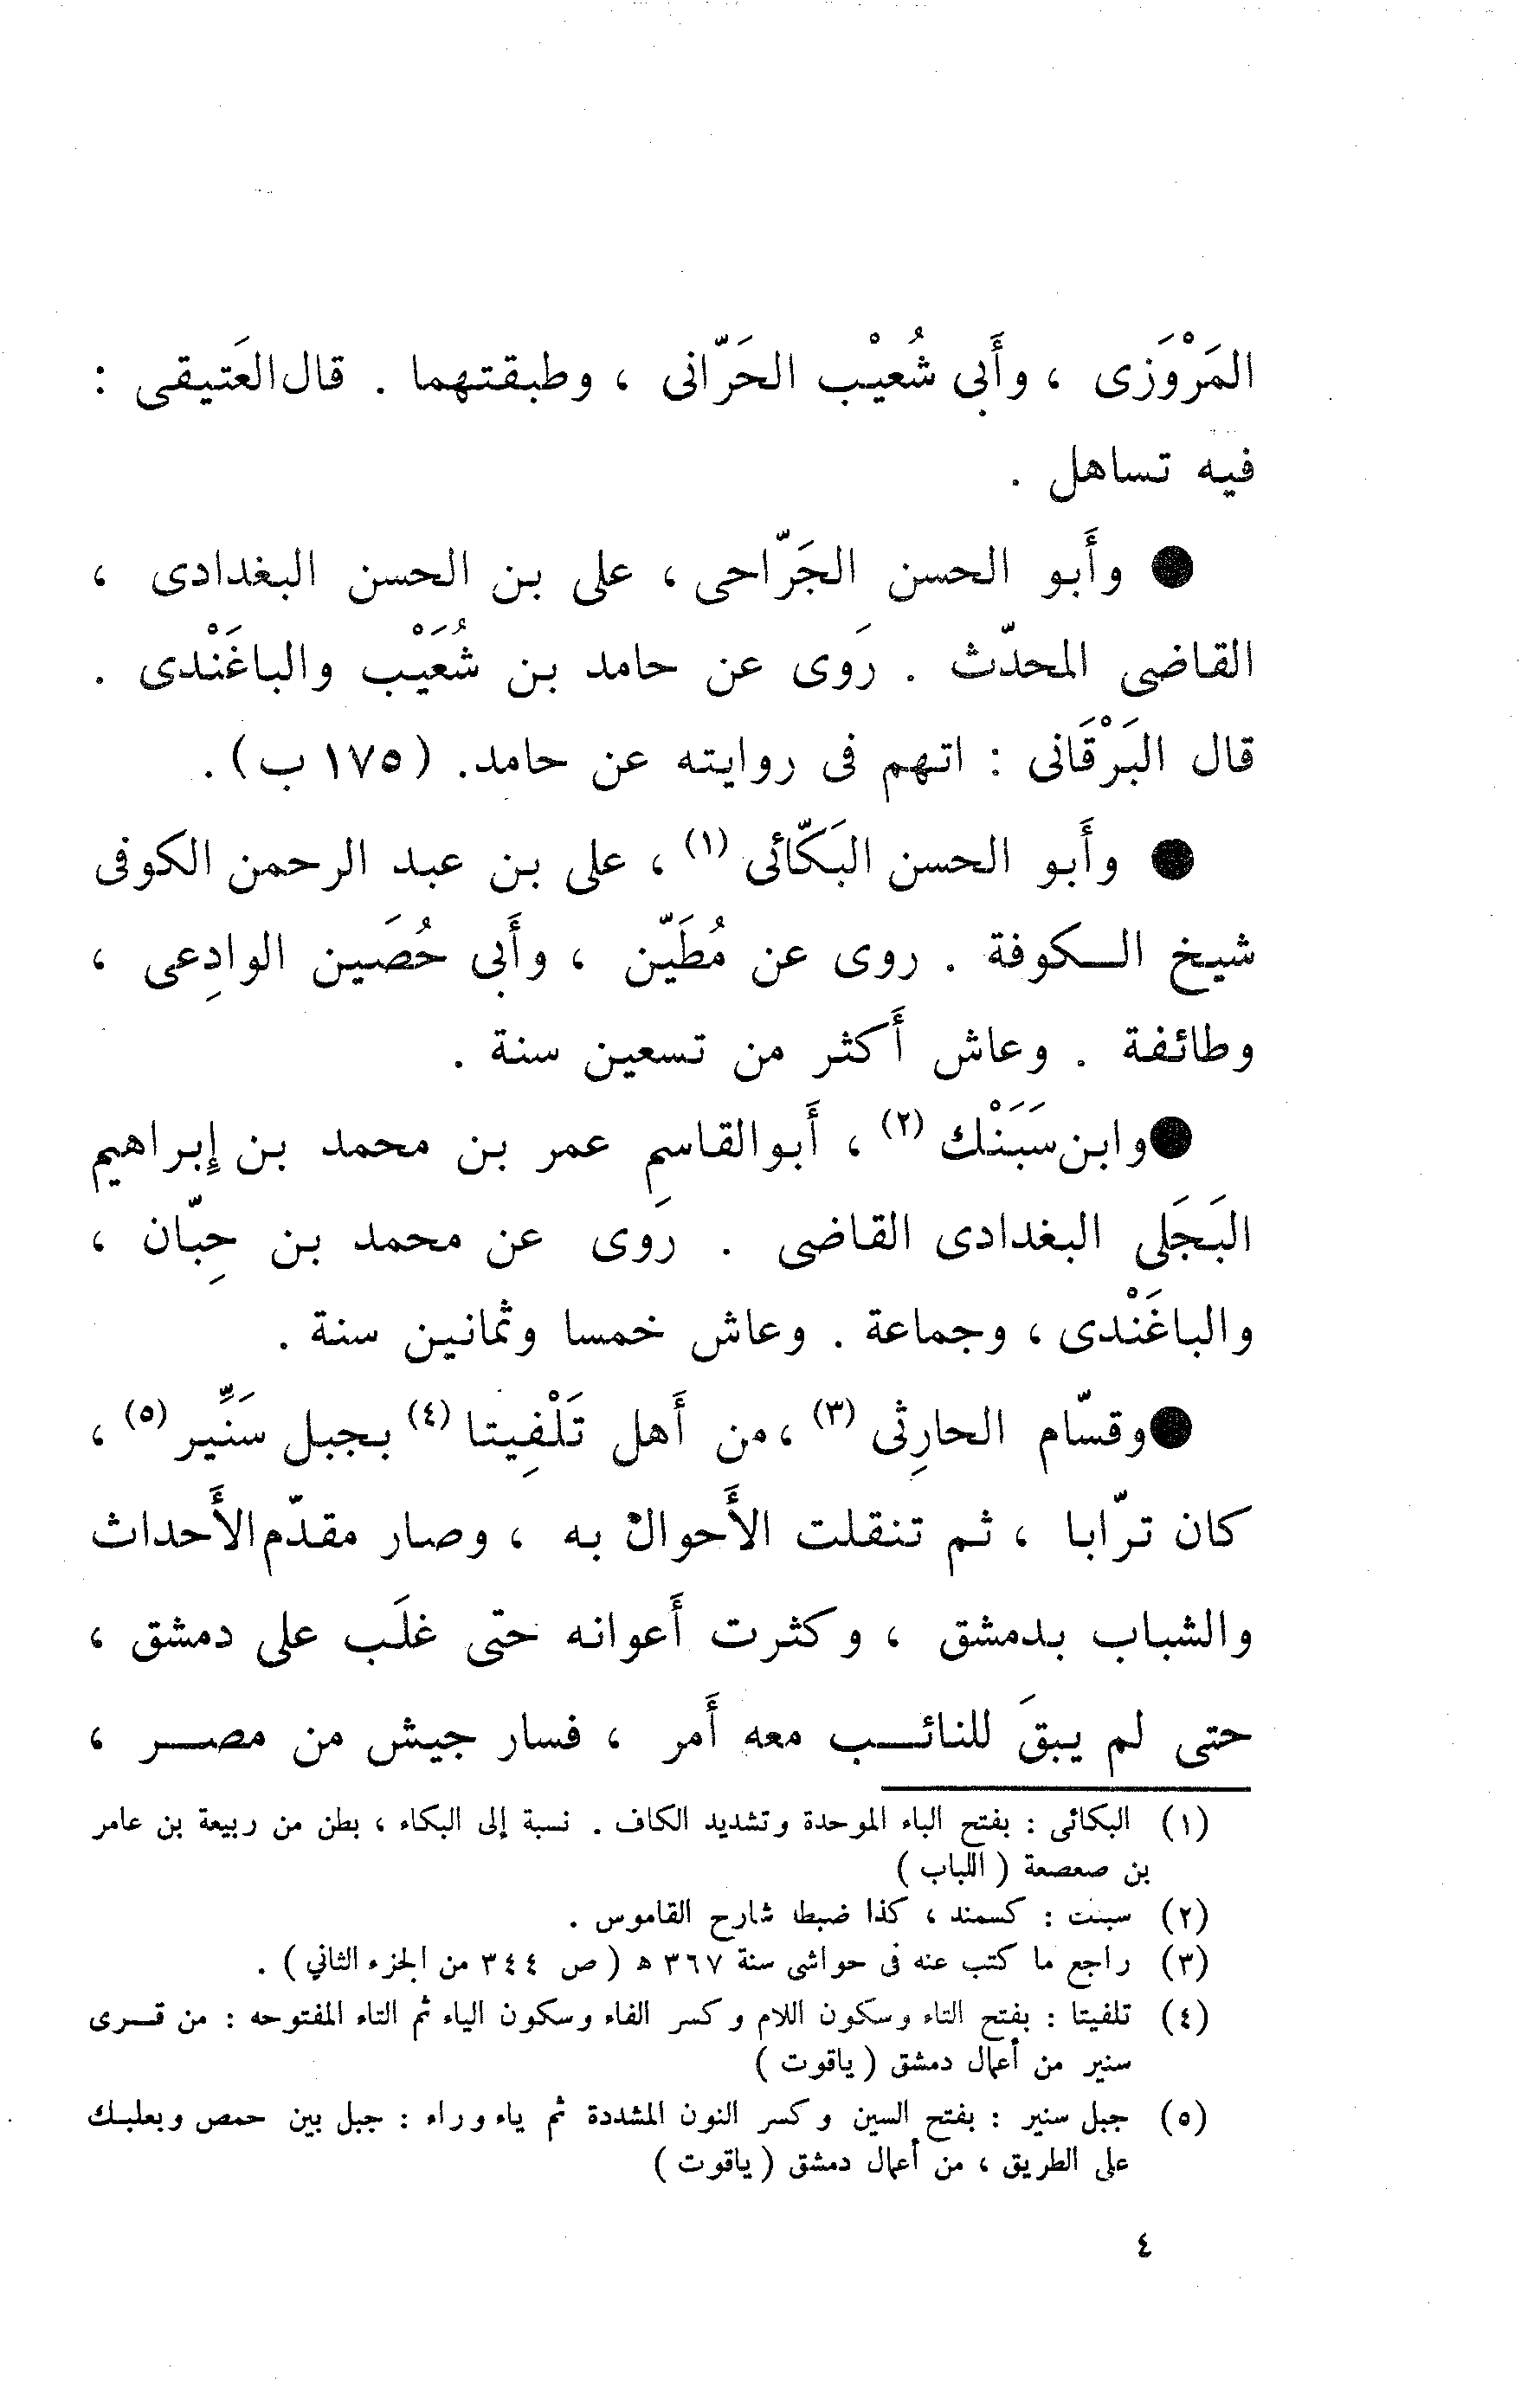 المَرْوَزى ، وأَبى شُعيْب الحَرّانى ، وطبقتهما . قال العَتيقى :
فيه تساهل .
● وأَبو الحسن الجَرّاحى ، على بن الحسن البغدادى ،
القاضى المحدّث . رَوى عن حامد بن شُعَيْب والباغَنْدى .
قال البَرْقَانى : اتهم فى روايته عن حامد . ( ١٧٥ ب ) .
● وأَبو الحسن البَكّائى (١) ، على بن عبد الرحمن الكوفى
شيخ الـكوفة . روى عن مُطَيّن ، وأَبى حُصَين الوادِعى ،
وطائفة . وعاش أَكثر من تسعين سنة .
● وابن سَبَنْك (٢) ، أَبو القاسم عمر بن محمد بن إِبراهيم
البَجَلى البغدادى القاضى . رَوى عن محمد بن حِبّان ،
والباغَنْدى ، وجماعة . وعاش خمسا وثمانين سنة .
● وقسّام الحارِثى (٣) ، من أَهل تَلْفِيتا (٤) بجبل سَنِّير (٥) ،
كان ترّابا ، ثم تنقلت الأَحوالْ به ، وصار مقدّم الأَحداث
والشباب بدمشق ، وكثرت أَعوانه حتى غلَب على دمشق ،
حتى لم يبقَ للنائـب معه أَمر ، فسار جيش من مصـر ،
(١) البكائى : بفتح الباء الموحدة وتشديد الكاف . نسبة إلى البكاء ، بطن من ربيعة بن عامر
بن صعصعة ( اللباب )
(٢) سبنت : كسمند ، كذا ضبط شارح القاموس .
(٣) راجع ما كتب عنه فى حواشى سنة ٣٦٧ ه ( ص ٣٤٤ من الجزء الثاني ) .
(٤) تلفيتا : بفتح التاء وسكون اللام وكسر الفاء وسكون الياء ثم التاء المفتوحه : من قـرى
سنير من أعمال دمشق ( ياقوت )
(٥) جبل سنير : بفتح السين وكسر النون المشددة ثم ياء وراء : جبل بين حمص وبعلبك
على الطريق ، من أعمال دمشق ( ياقوت )
٤